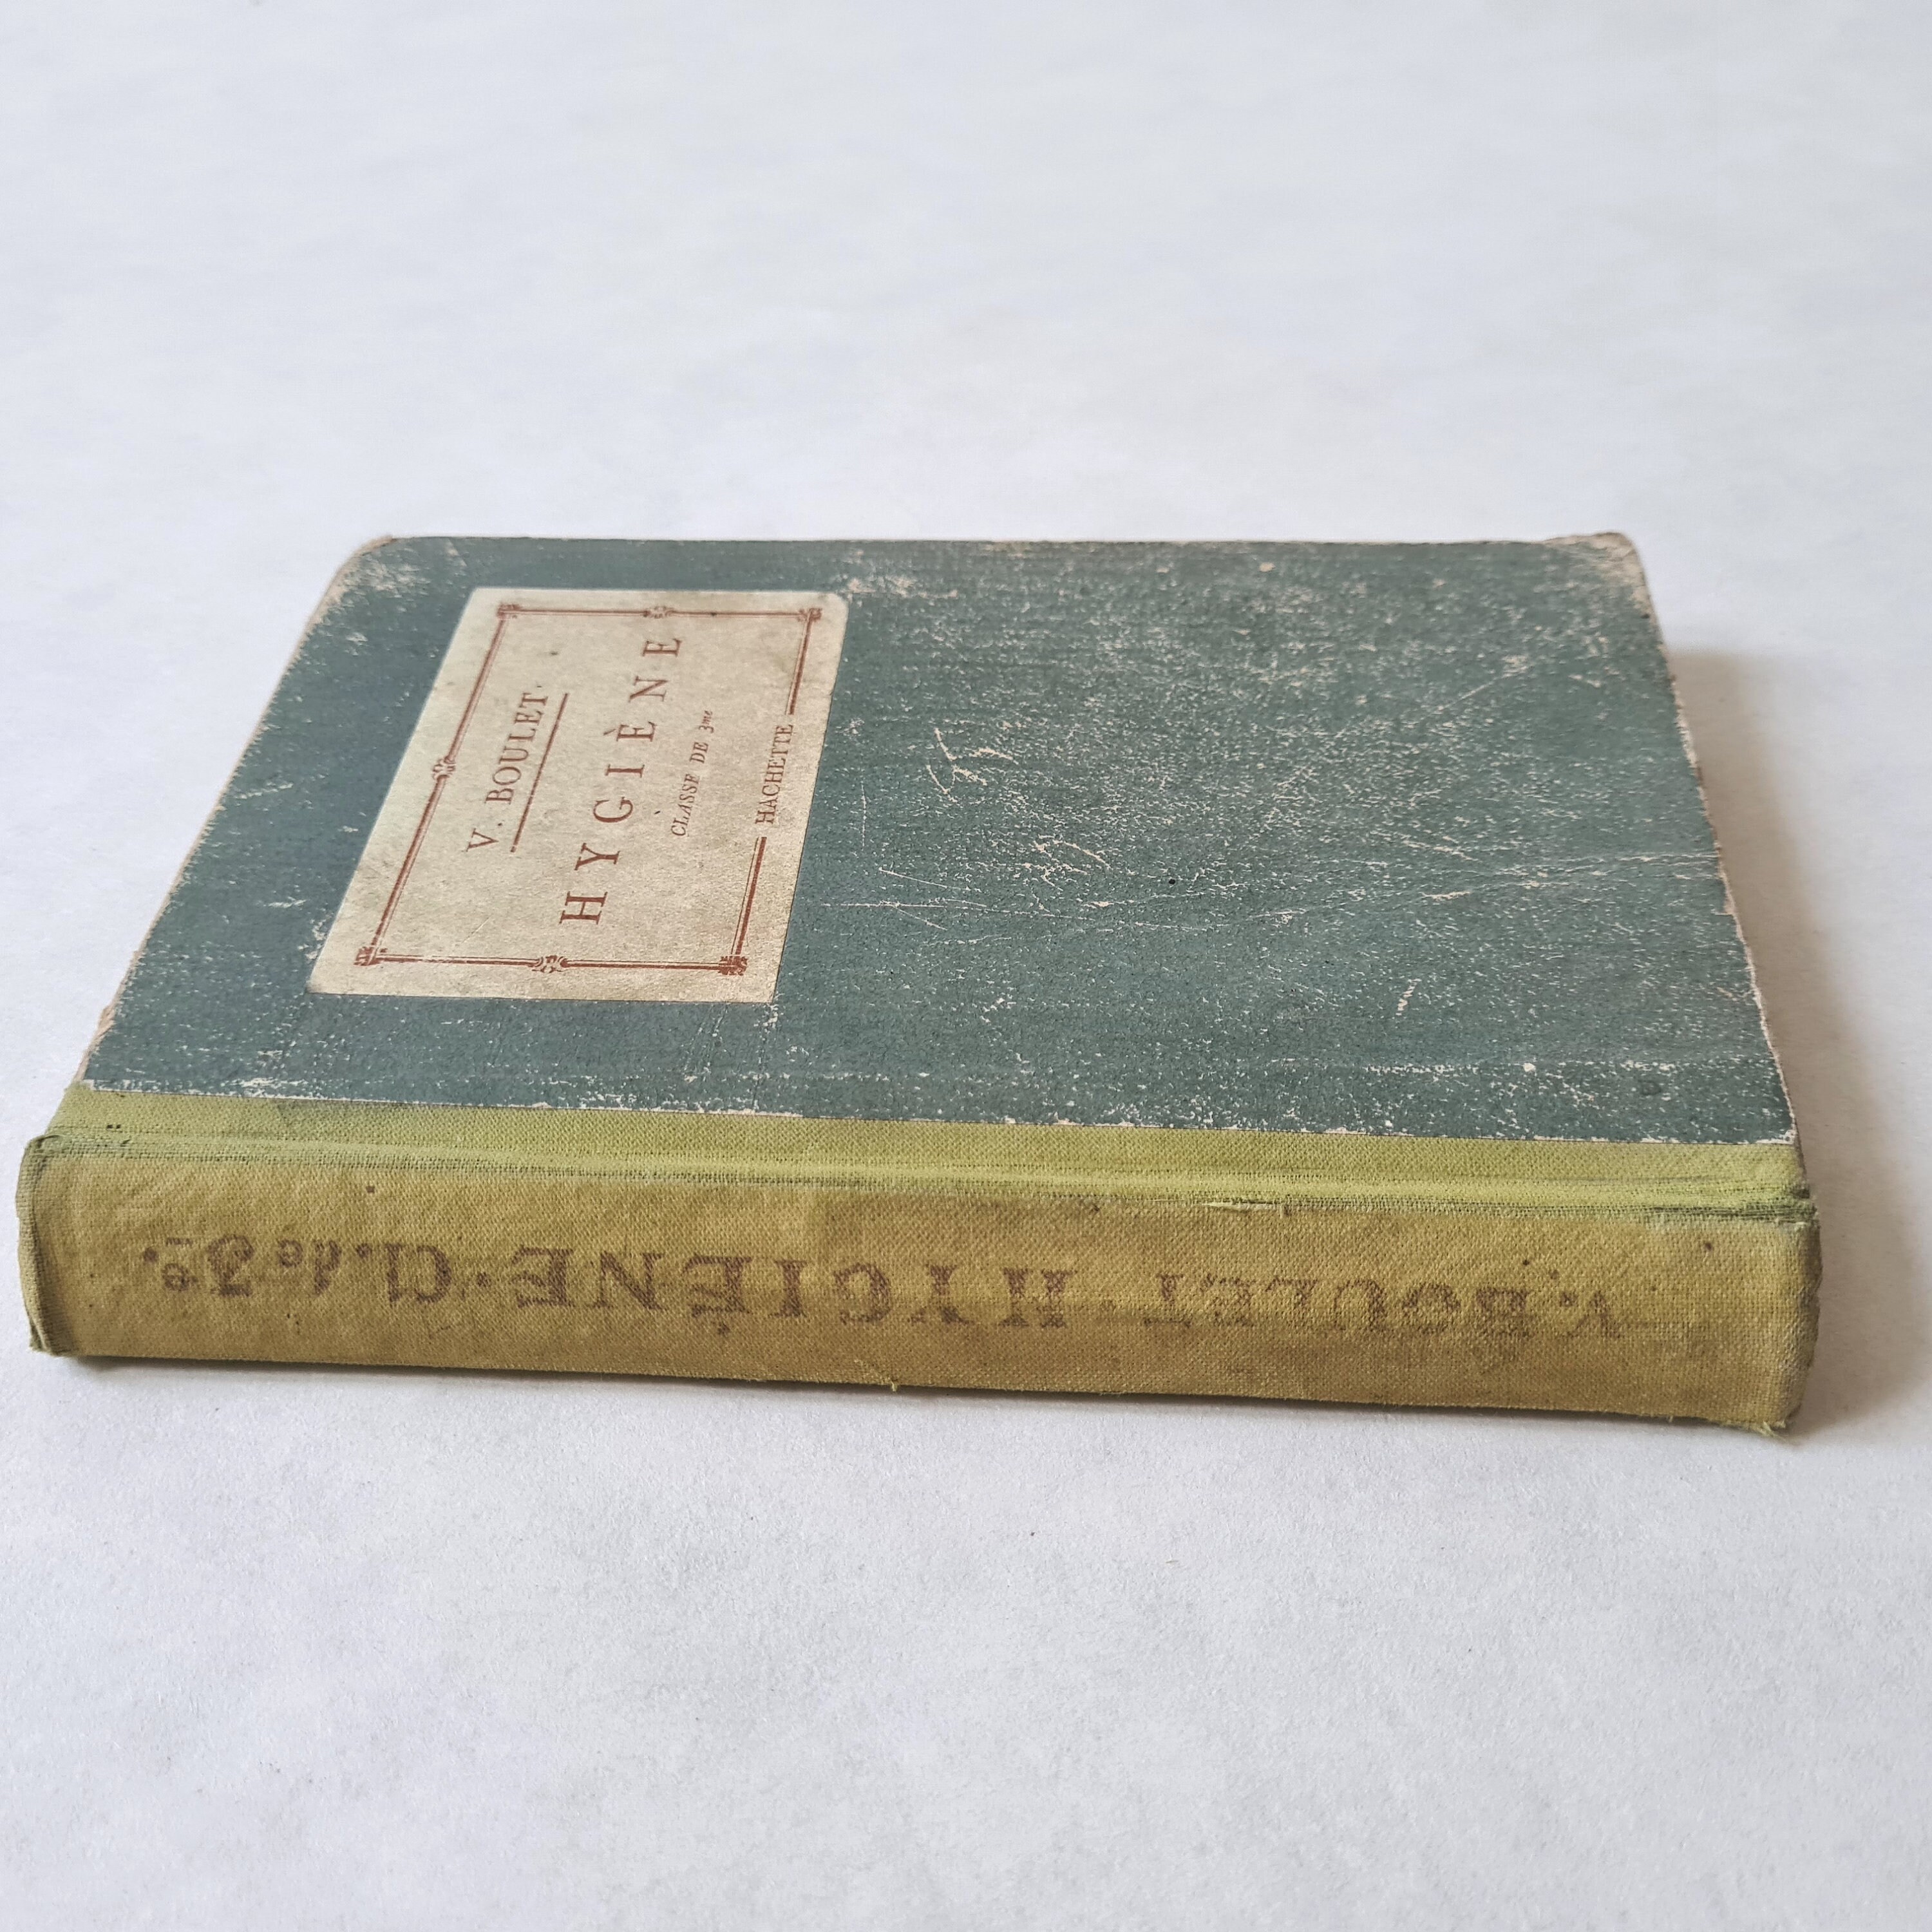 V. BOULET
HYGIÈNE
CLASSE DE 3me
HACHETTE
V. BOULET - HYGIÈNE - Cl. de 3e.